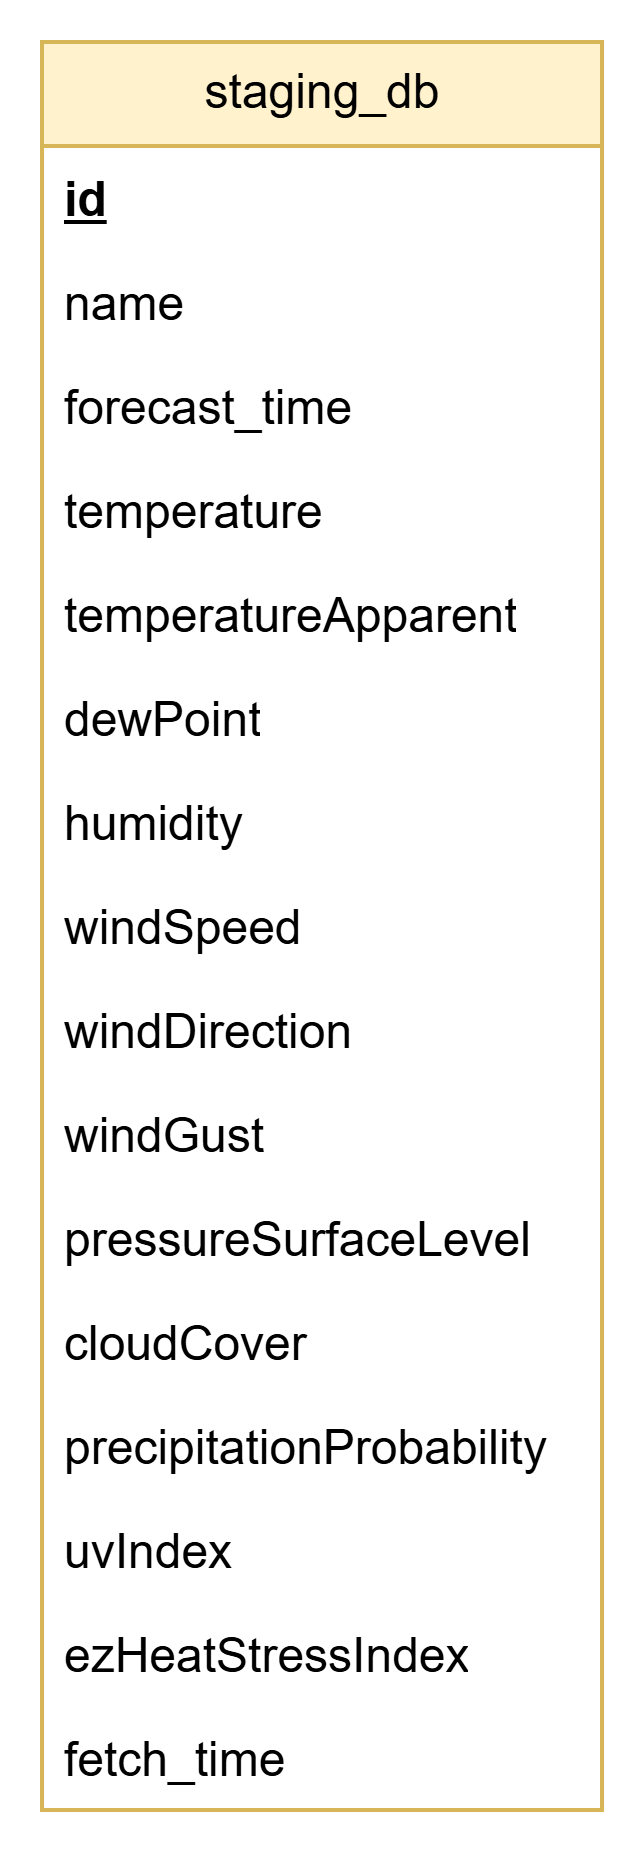 staging_db
id
name
forecast_time
temperature
temperatureApparent
dewPoint
humidity
windSpeed
windDirection
windGust
pressureSurfaceLevel
cloudCover
precipitationProbability
uvIndex
ezHeatStressIndex
fetch_time